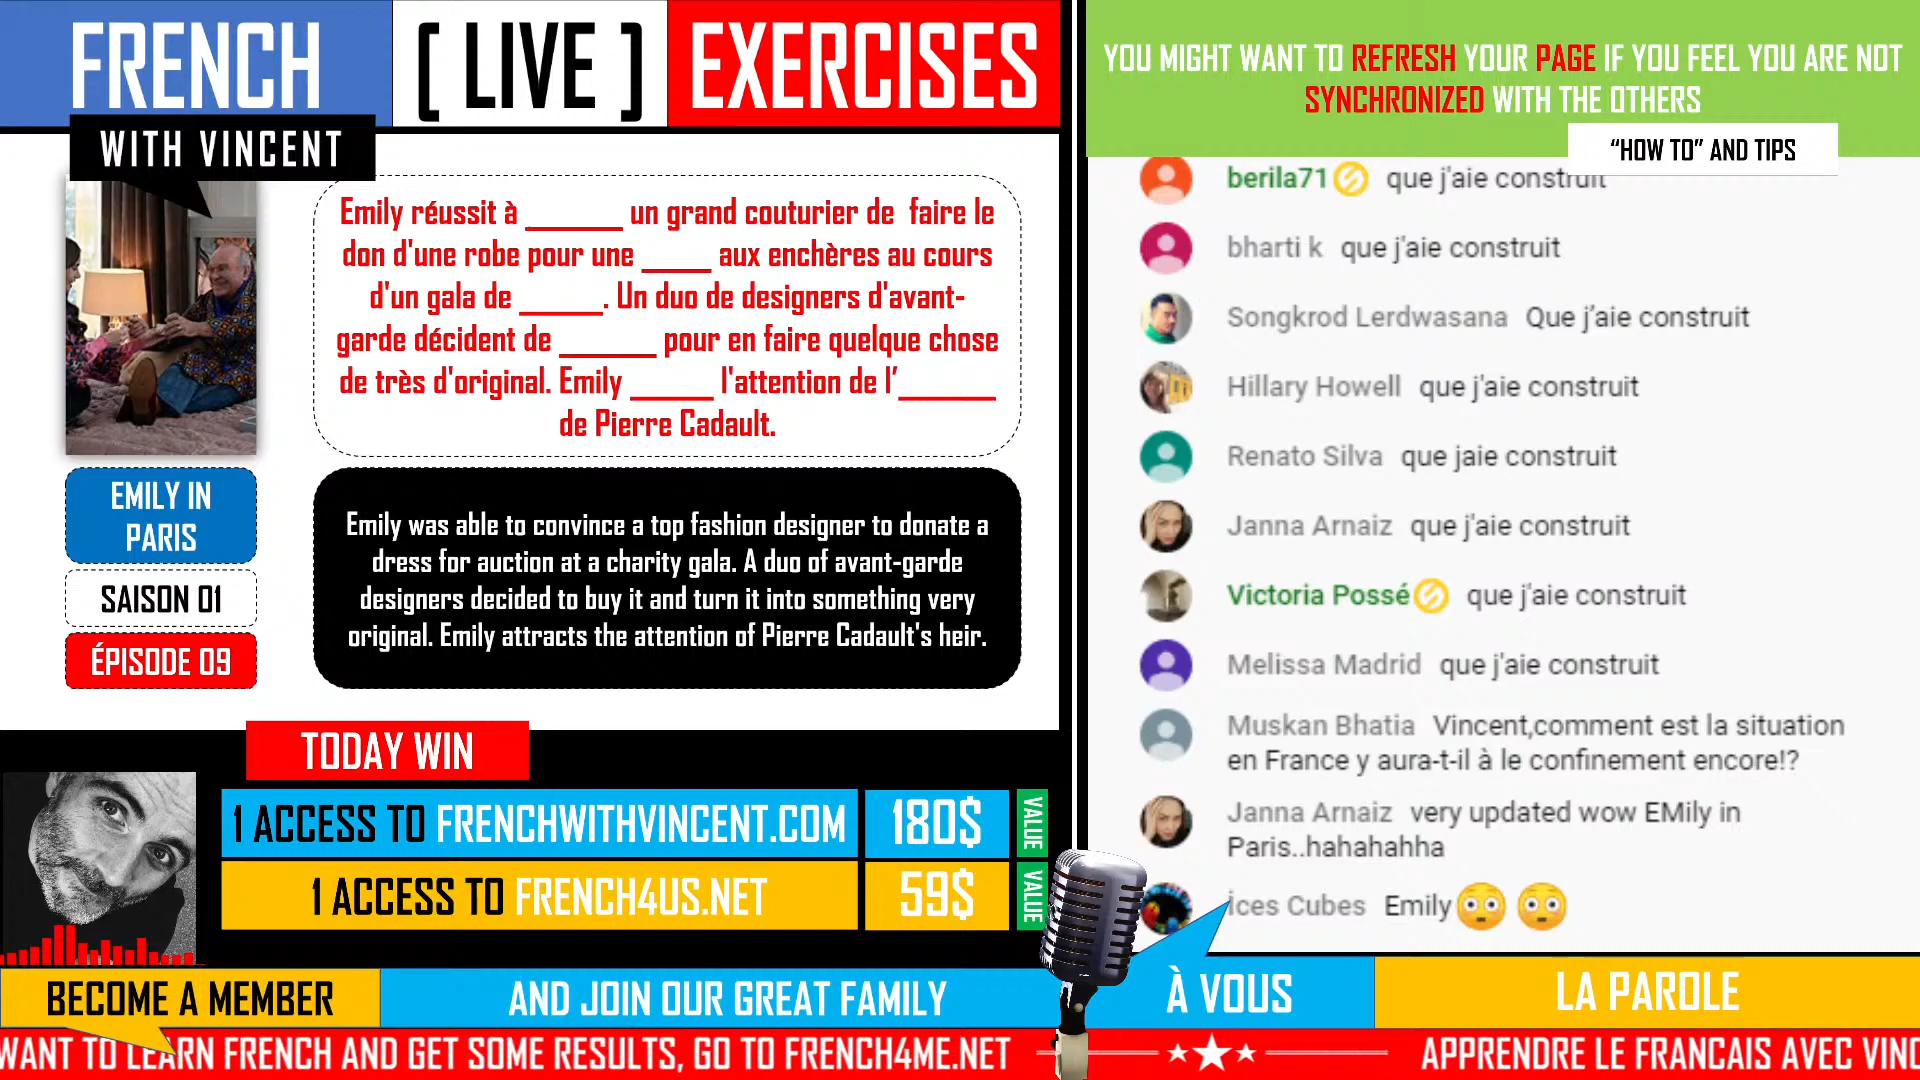 FRENCH
[ LIVE ]
EXERCISES
WITH VINCENT
Emily réussit à _______ un grand couturier de faire le
don d'une robe pour une _____ aux enchères au cours
d'un gala de ______. Un duo de designers d'avant-
garde décident de _______ pour en faire quelque chose
de très d'original. Emily ______ l'attention de l'_______
de Pierre Cadault.
EMILY IN
PARIS
SAISON 01
ÉPISODE 09
Emily was able to convince a top fashion designer to donate a
dress for auction at a charity gala. A duo of avant-garde
designers decided to buy it and turn it into something very
original. Emily attracts the attention of Pierre Cadault's heir.
TODAY WIN
1 ACCESS TO FRENCHWITHVINCENT.COM
180$
VALUE
1 ACCESS TO FRENCH4US.NET
59$
VALUE
BECOME A MEMBER
AND JOIN OUR GREAT FAMILY
WANT TO LEARN FRENCH AND GET SOME RESULTS, GO TO FRENCH4ME.NET
YOU MIGHT WANT TO REFRESH YOUR PAGE IF YOU FEEL YOU ARE NOT
SYNCHRONIZED WITH THE OTHERS
“HOW TO” AND TIPS
berila71 que j'aie construit
bharti k que j'aie construit
Songkrod Lerdwasana Que j’aie construit
Hillary Howell que j'aie construit
Renato Silva que jaie construit
Janna Arnaiz que j'aie construit
Victoria Possé que j'aie construit
Melissa Madrid que j'aie construit
Muskan Bhatia Vincent,comment est la situation
en France y aura-t-il à le confinement encore!?
Janna Arnaiz very updated wow EMily in
Paris..hahahahha
ices Cubes Emily😳 😳
À VOUS
LA PAROLE
APPRENDRE LE FRANCAIS AVEC VINC